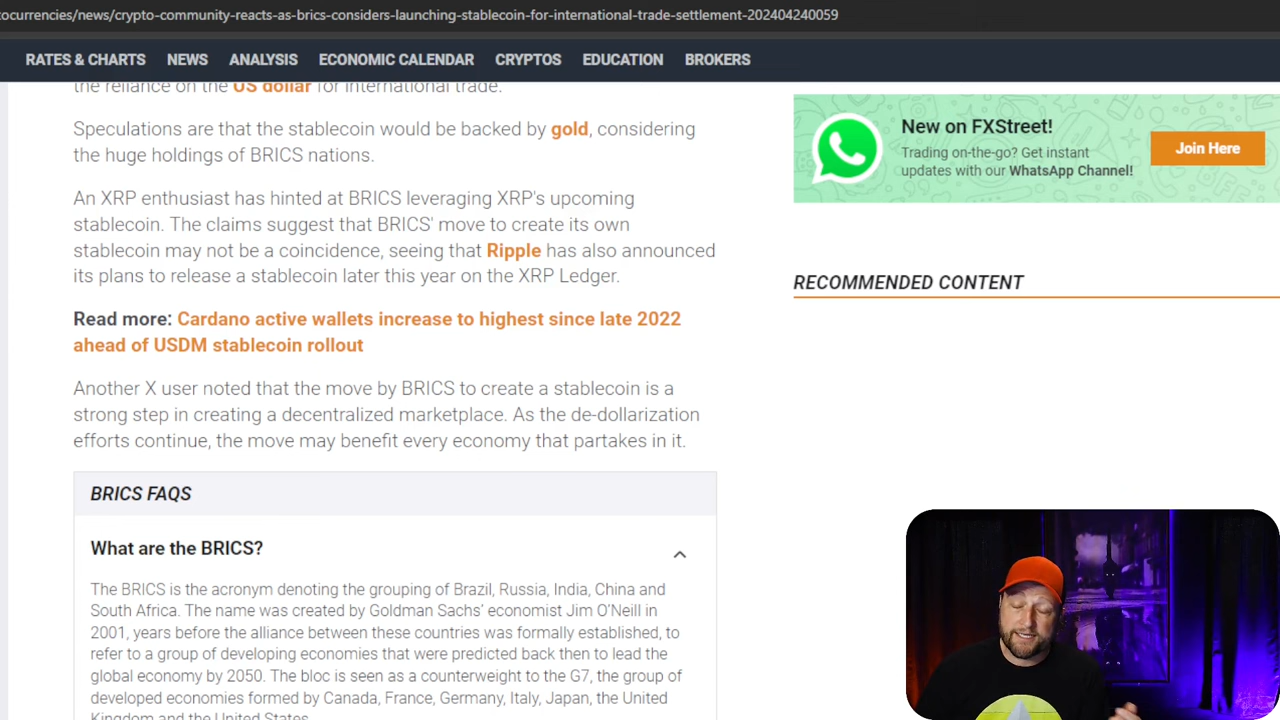 tocurrencies/news/crypto-community-reacts-as-brics-considers-launching-stablecoin-for-international-trade-settlement-202404240059
RATES & CHARTS NEWS ANALYSIS ECONOMIC CALENDAR CRYPTOS EDUCATION BROKERS
the reliance on the US dollar for international trade.
Speculations are that the stablecoin would be backed by gold, considering
the huge holdings of BRICS nations.
An XRP enthusiast has hinted at BRICS leveraging XRP's upcoming
stablecoin. The claims suggest that BRICS' move to create its own
stablecoin may not be a coincidence, seeing that Ripple has also announced
its plans to release a stablecoin later this year on the XRP Ledger.
Read more: Cardano active wallets increase to highest since late 2022
ahead of USDM stablecoin rollout
Another X user noted that the move by BRICS to create a stablecoin is a
strong step in creating a decentralized marketplace. As the de-dollarization
efforts continue, the move may benefit every economy that partakes in it.
BRICS FAQS
What are the BRICS?
The BRICS is the acronym denoting the grouping of Brazil, Russia, India, China and
South Africa. The name was created by Goldman Sachs' economist Jim O'Neill in
2001, years before the alliance between these countries was formally established, to
refer to a group of developing economies that were predicted back then to lead the
global economy by 2050. The bloc is seen as a counterweight to the G7, the group of
developed economies formed by Canada, France, Germany, Italy, Japan, the United
Kingdom and the United States.
New on FXStreet!
Trading on-the-go? Get instant
updates with our WhatsApp Channel!
Join Here
RECOMMENDED CONTENT